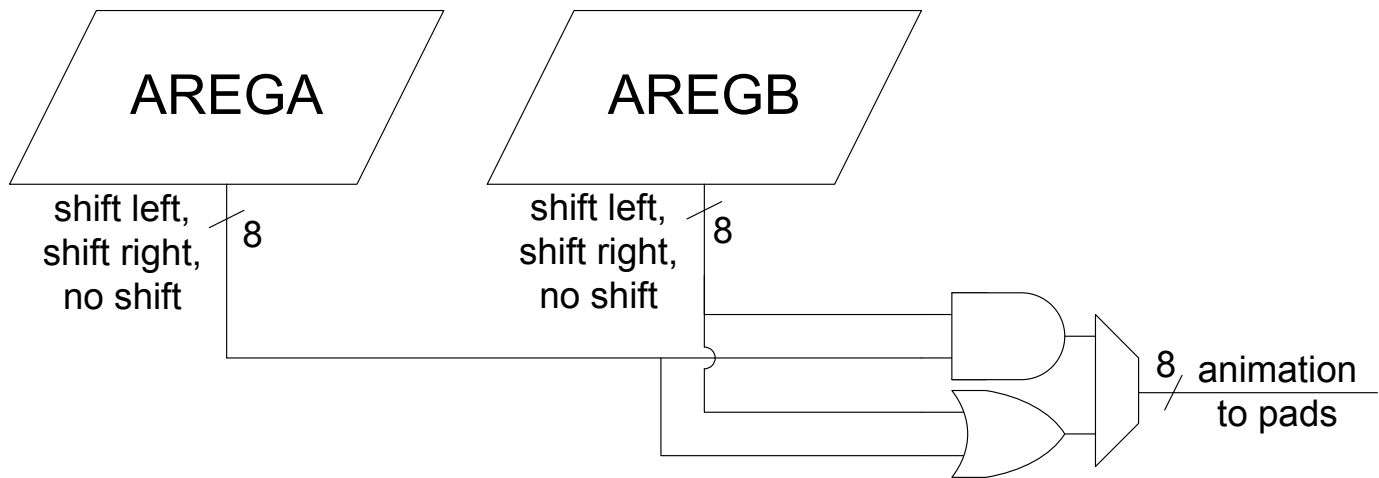 AREGA
AREGB
shift left,
shift right,
no shift
8
shift left,
shift right,
no shift
8
8
animation
to pads